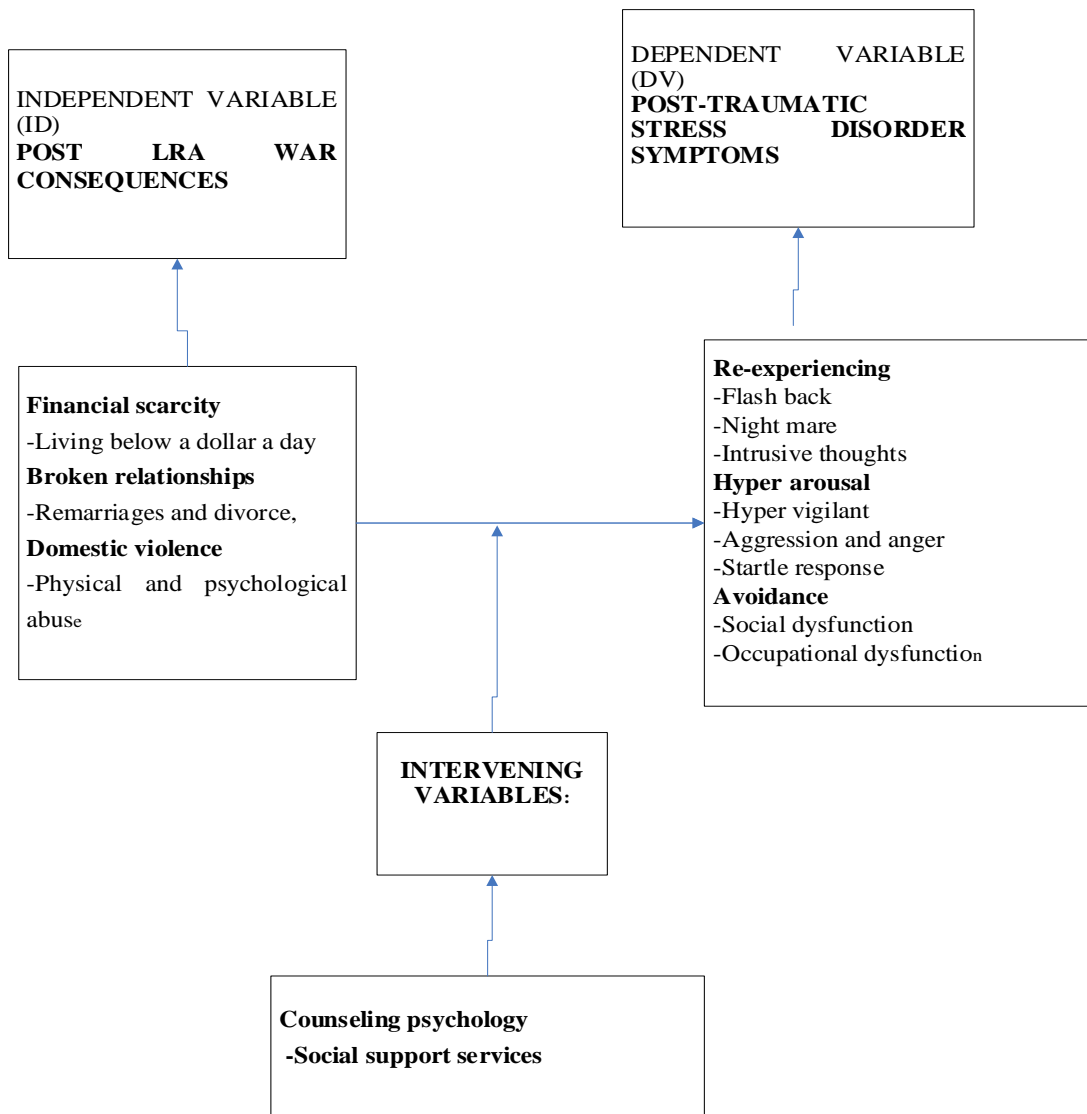 INDEPENDENT VARIABLE
(ID)
POST LRA WAR
CONSEQUENCES
DEPENDENT VARIABLE
(DV)
POST-TRAUMATIC
STRESS DISORDER
SYMPTOMS
Financial scarcity
-Living below a dollar a day
Broken relationships
-Remarriages and divorce,
Domestic violence
-Physical and psychological
abuse
Re-experiencing
-Flash back
-Night mare
-Intrusive thoughts
Hyper arousal
-Hyper vigilant
-Aggression and anger
-Startle response
Avoidance
-Social dysfunction
-Occupational dysfunction
INTERVENING
VARIABLES:
Counseling psychology
-Social support services